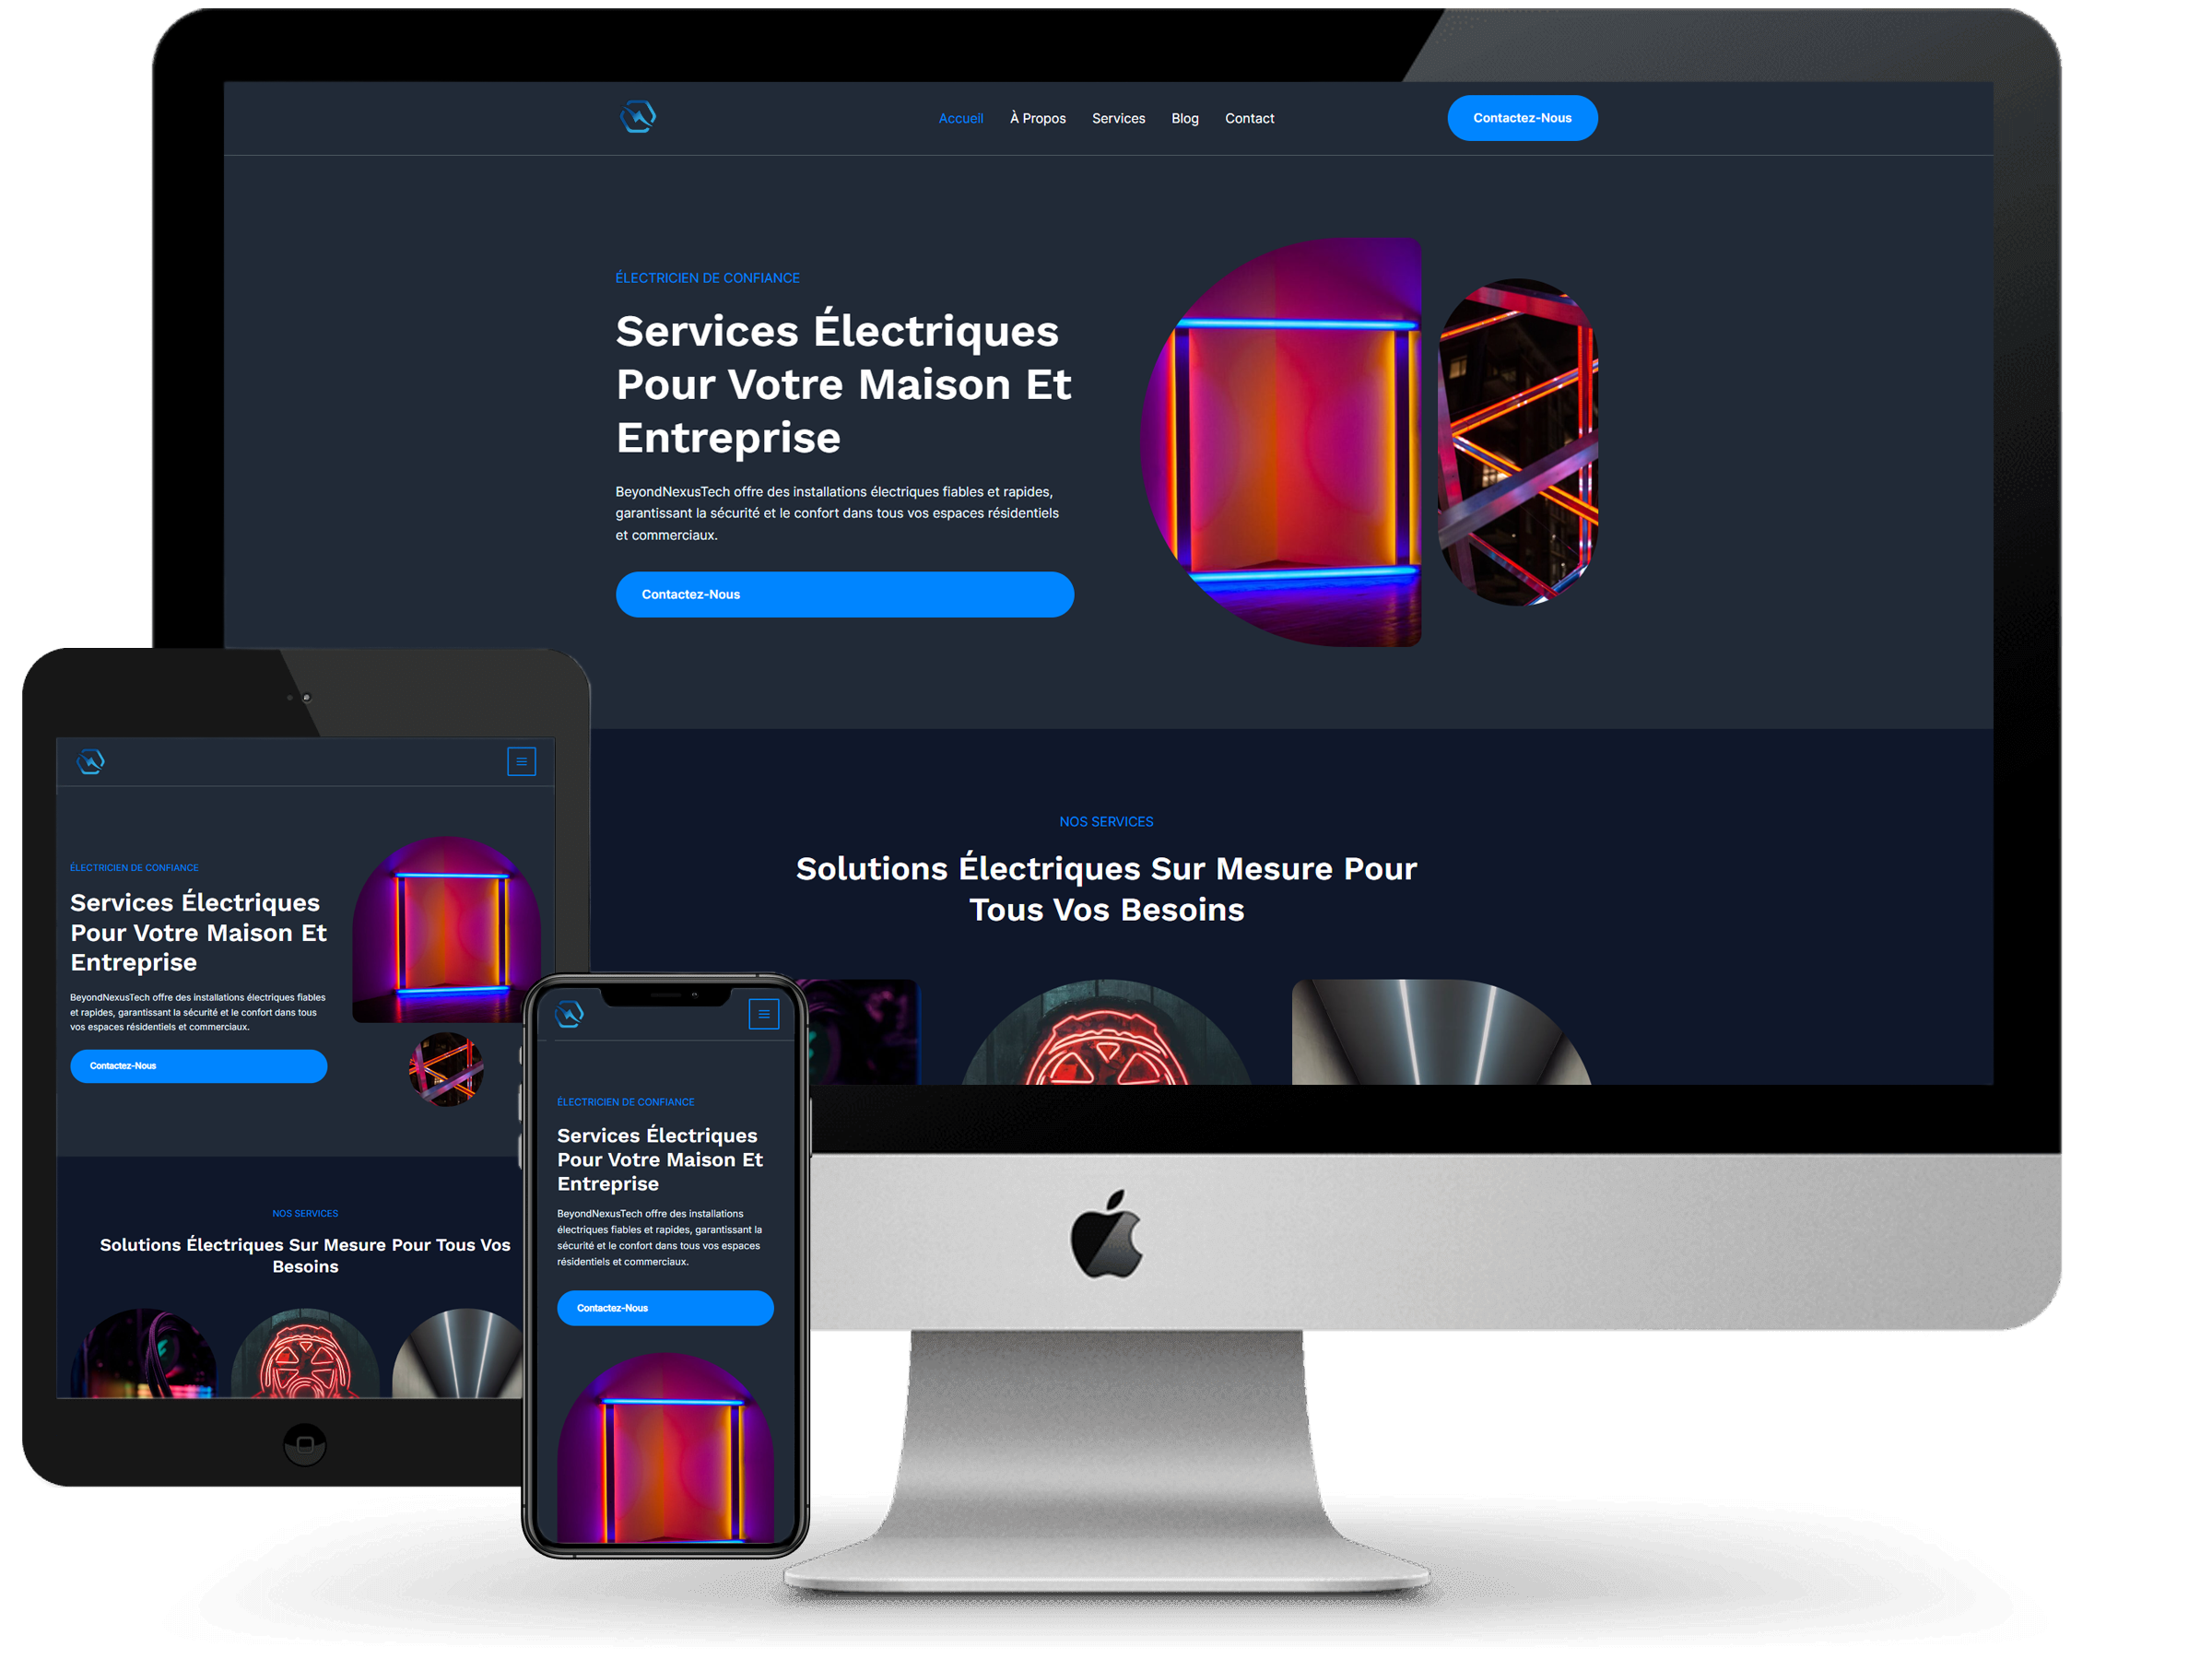 Accueil À Propos Services Blog Contact Contactez-Nous
ÉLECTRICIEN DE CONFIANCE
Services Électriques
Pour Votre Maison Et
Entreprise
BeyondNexusTech offre des installations électriques fiables et rapides,
garantissant la sécurité et le confort dans tous vos espaces résidentiels
et commerciaux.
Contactez-Nous
NOS SERVICES
Solutions Électriques Sur Mesure Pour
Tous Vos Besoins
ÉLECTRICIEN DE CONFIANCE
Services Électriques
Pour Votre Maison Et
Entreprise
BeyondNexusTech offre des installations électriques fiables
et rapides, garantissant la sécurité et le confort dans tous
vos espaces résidentiels et commerciaux.
Contactez-Nous
NOS SERVICES
Solutions Électriques Sur Mesure Pour Tous Vos
Besoins
ÉLECTRICIEN DE CONFIANCE
Services Électriques
Pour Votre Maison Et
Entreprise
BeyondNexusTech offre des installations
électriques fiables et rapides, garantissant la
sécurité et le confort dans tous vos espaces
résidentiels et commerciaux.
Contactez-Nous